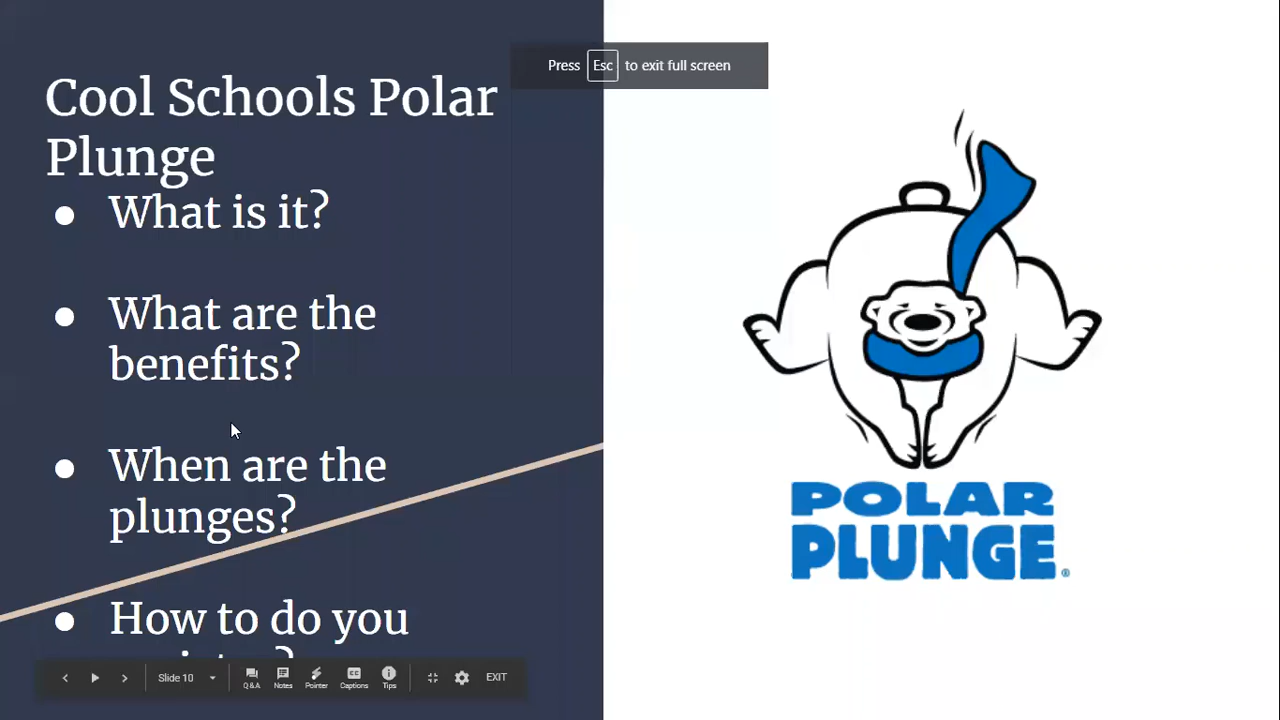 Press Esc to exit full screen
Cool Schools Polar
Plunge
● What is it?
● What are the
benefits?
● When are the
plunges?
● How to do you
POLAR
PLUNGE®
Slide 10
Q&A Notes Pointer Captions Tips EXIT